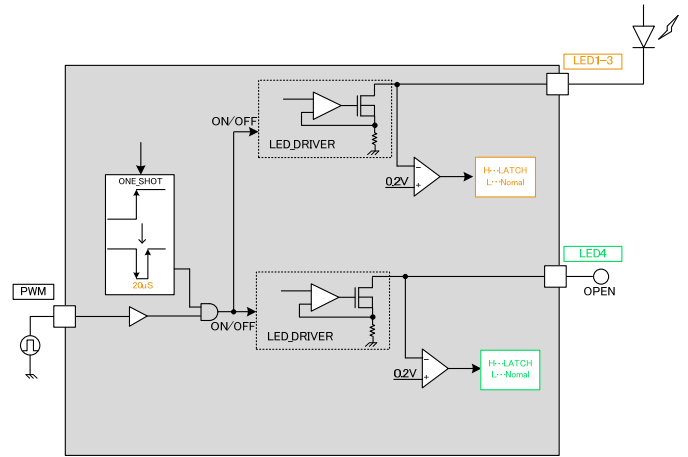 LED1-3
ON/OFF
LED_DRIVER
ONE_SHOT
0.2V
H···LATCH
L···Nomal
20uS
LED4
PWM
OPEN
ON/OFF
LED_DRIVER
0.2V
H···LATCH
L···Nomal